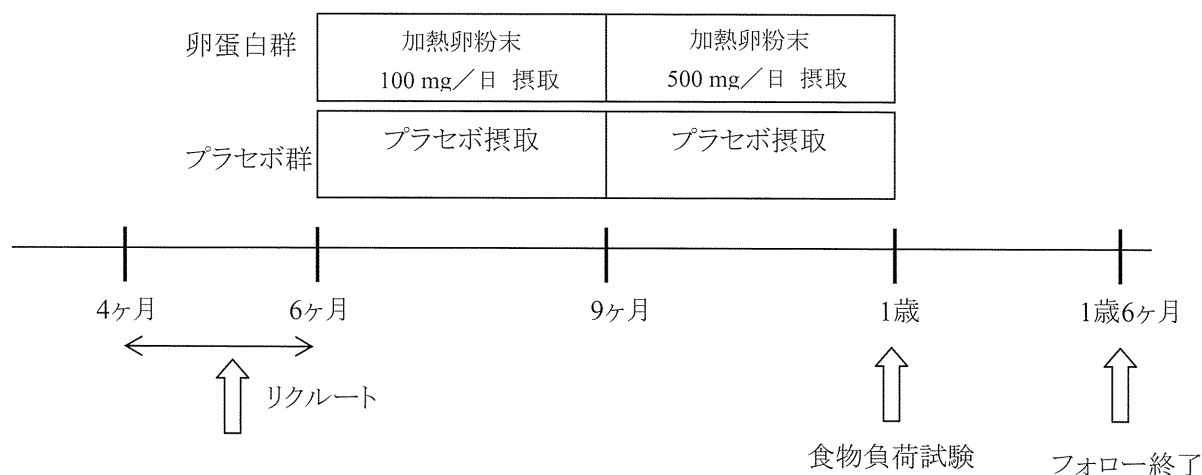 卵蛋白群
加熱卵粉末
100 mg/日 摂取
加熱卵粉末
500 mg/日 摂取
プラセボ群
プラセボ摂取
プラセボ摂取
4ヶ月
6ヶ月
9ヶ月
1歳
1歳6ヶ月
リクルート
食物負荷試験
フォロー終了